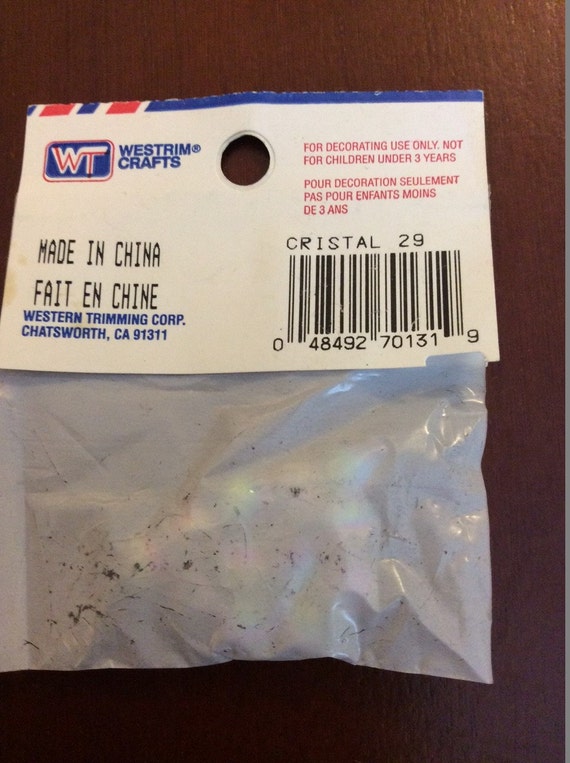 WT WESTRIM®
CRAFTS
FOR DECORATING USE ONLY. NOT
FOR CHILDREN UNDER 3 YEARS
POUR DECORATION SEULEMENT
PAS POUR ENFANTS MOINS
DE 3 ANS
MADE IN CHINA
FAIT EN CHINE
WESTERN TRIMMING CORP.
CHATSWORTH, CA 91311
CRISTAL 29
0 48492 70131 9